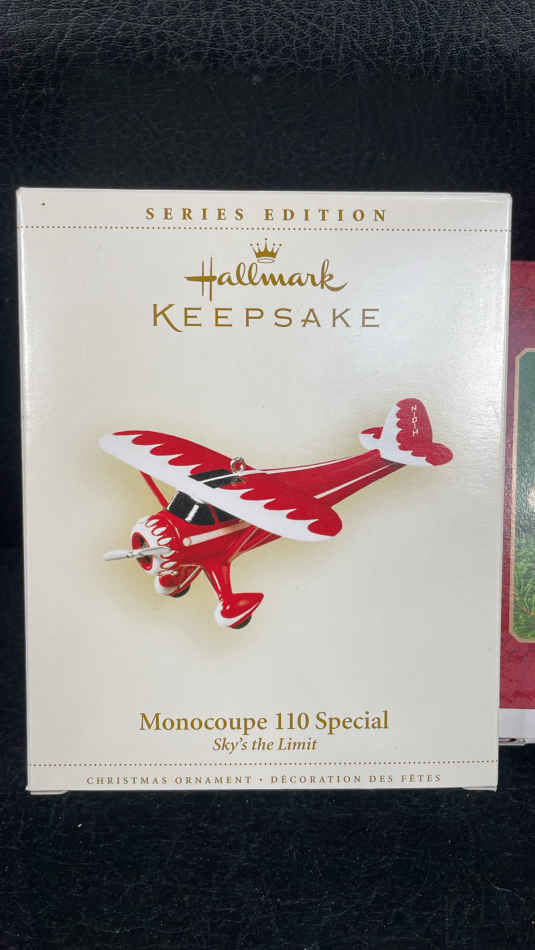 SERIES EDITION
Hallmark
KEEPSAKE
Monocoupe 110 Special
Sky's the Limit
CHRISTMAS ORNAMENT • DÉCORATION DES FÊTES